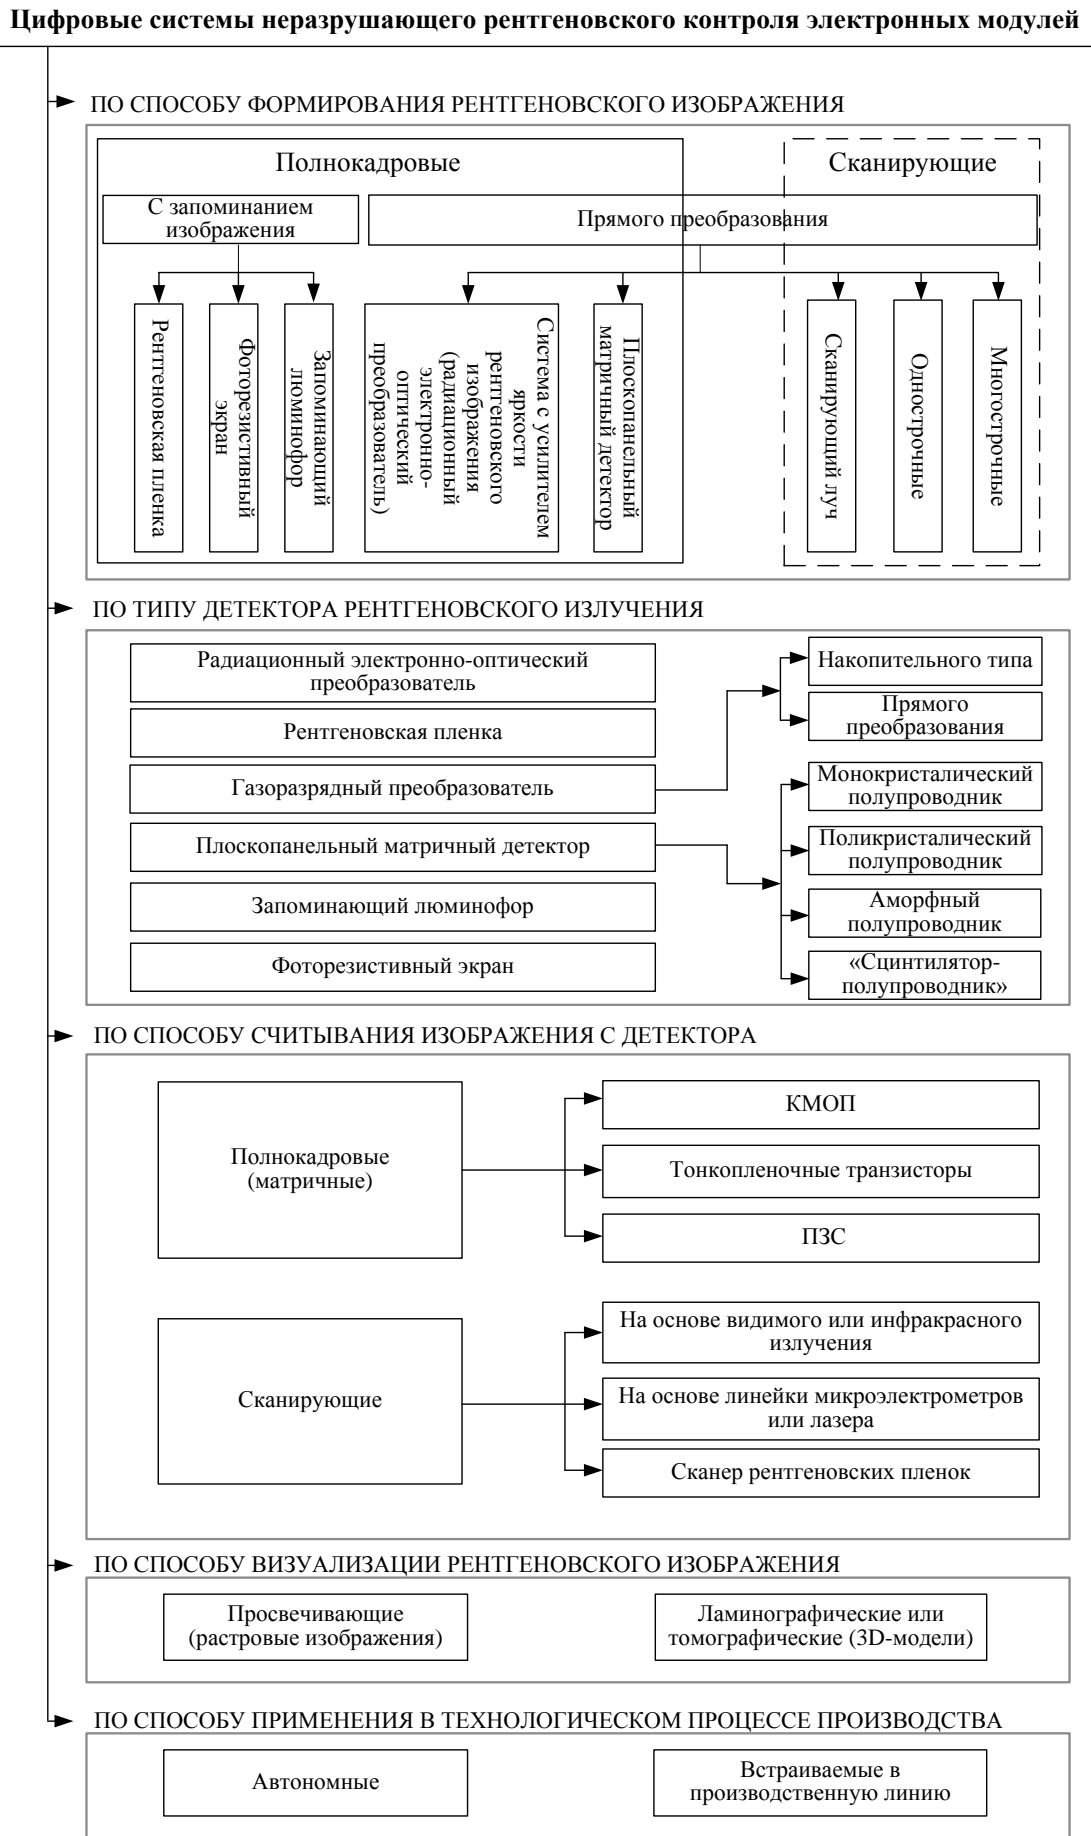 Цифровые системы неразрушающего рентгеновского контроля электронных модулей
ПО СПОСОБУ ФОРМИРОВАНИЯ РЕНТГЕНОВСКОГО ИЗОБРАЖЕНИЯ
Полнокадровые
Сканирующие
С запоминанием
изображения
Прямого преобразования
Рентгеновская пленка
Фоторезистивный
экран
Запоминающий
люминофор
Система с усилителем
яркости
рентгеновского
изображения
(радиационный
электронно-
оптический
преобразователь)
Плоскопанельный
матричный детектор
Сканирующий луч
Однострочные
Многострочные
ПО ТИПУ ДЕТЕКТОРА РЕНТГЕНОВСКОГО ИЗЛУЧЕНИЯ
Радиационный электронно-оптический
преобразователь
Рентгеновская пленка
Газоразрядный преобразователь
Плоскопанельный матричный детектор
Запоминающий люминофор
Фоторезистивный экран
Накопительного типа
Прямого
преобразования
Монокристалический
полупроводник
Поликристалический
полупроводник
Аморфный
полупроводник
«Сцинтилятор-
полупроводник»
ПО СПОСОБУ СЧИТЫВАНИЯ ИЗОБРАЖЕНИЯ С ДЕТЕКТОРА
Полнокадровые
(матричные)
КМОП
Тонкопленочные транзисторы
ПЗС
Сканирующие
На основе видимого или инфракрасного
излучения
На основе линейки микроэлектрометров
или лазера
Сканер рентгеновских пленок
ПО СПОСОБУ ВИЗУАЛИЗАЦИИ РЕНТГЕНОВСКОГО ИЗОБРАЖЕНИЯ
Просвечивающие
(растровые изображения)
Ламинографические или
томографические (3D-модели)
ПО СПОСОБУ ПРИМЕНЕНИЯ В ТЕХНОЛОГИЧЕСКОМ ПРОЦЕССЕ ПРОИЗВОДСТВА
Автономные
Встраиваемые в
производственную линию